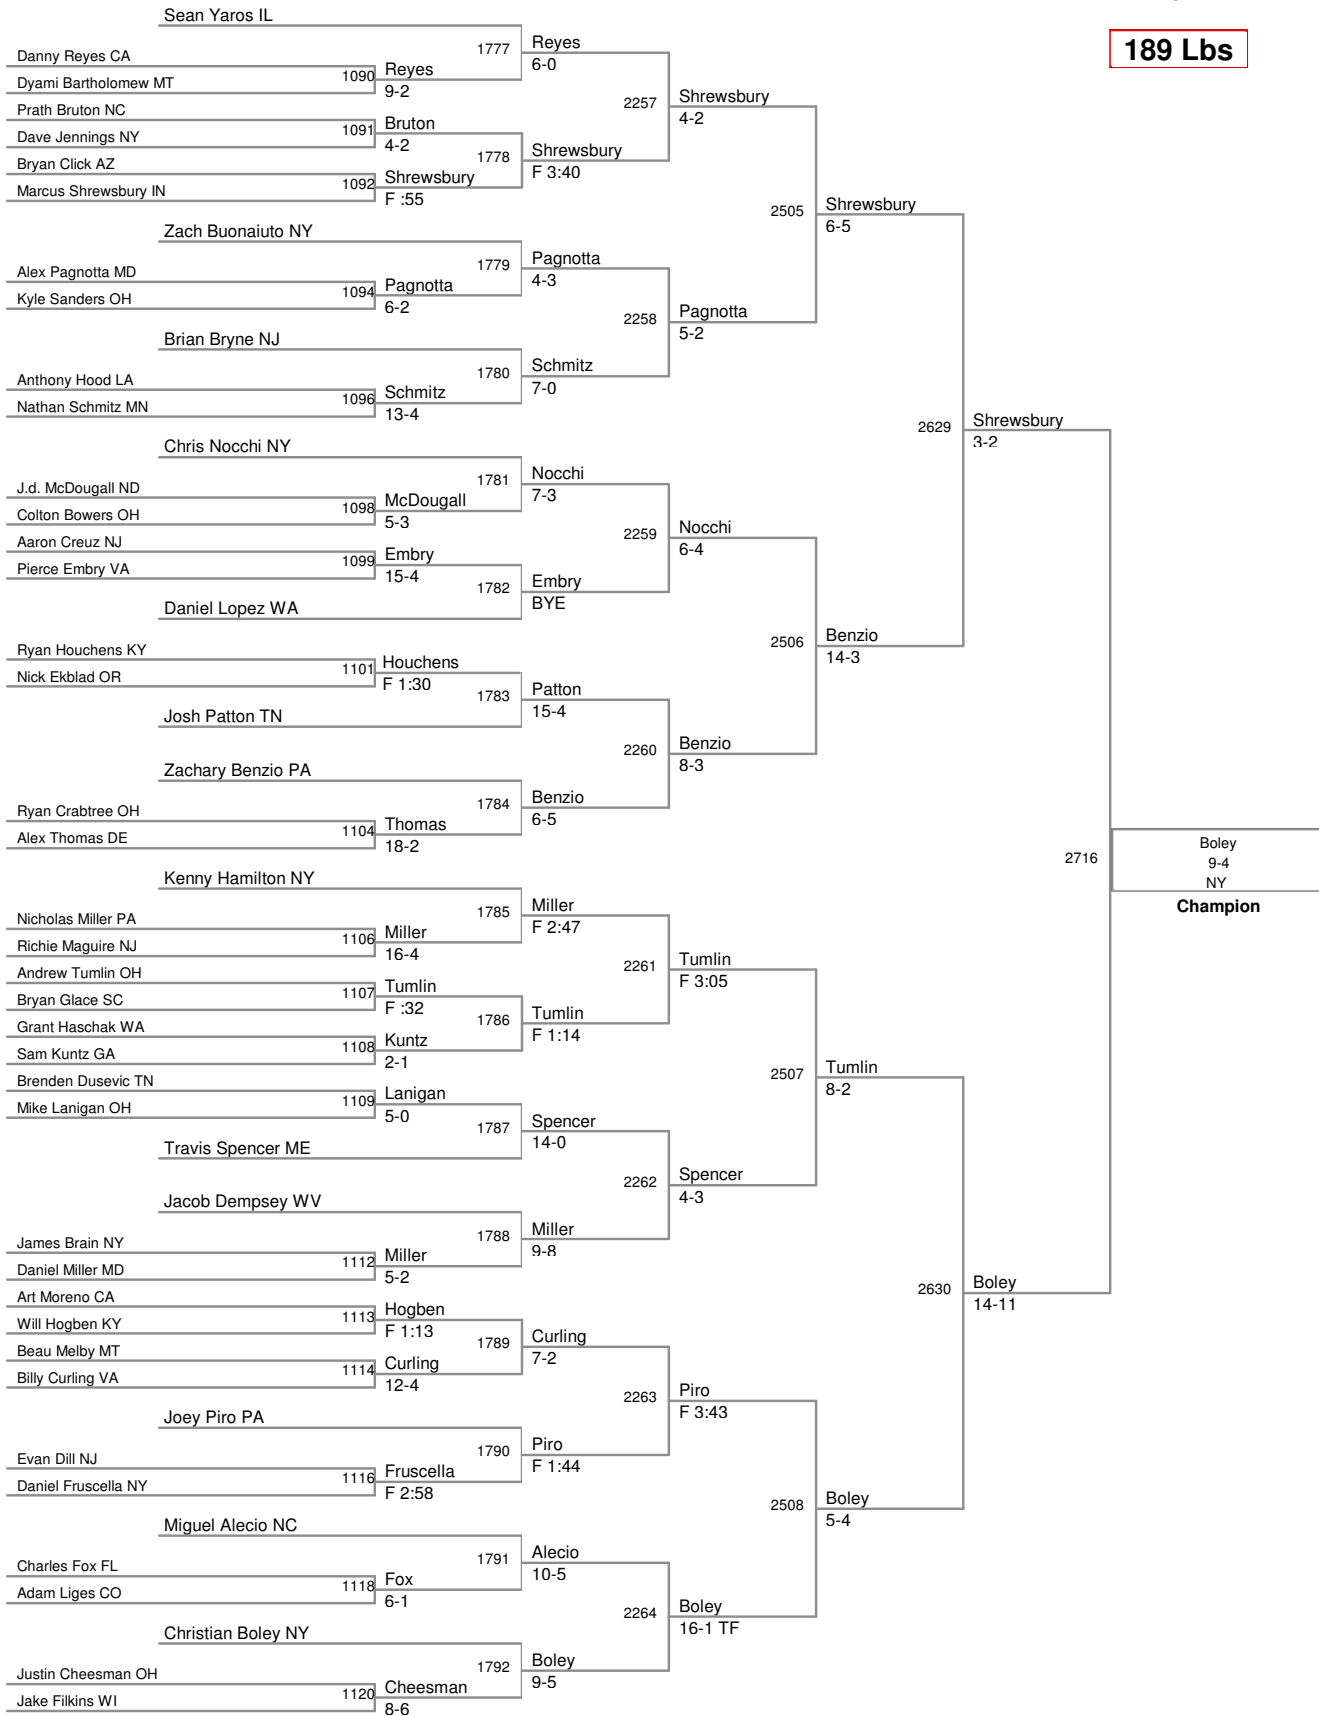 189 Lbs
Sean Yaros IL
Danny Reyes CA
Dyami Bartholomew MT
1090
Reyes
9-2
1777
Reyes
6-0
Prath Bruton NC
Dave Jennings NY
1091
Bruton
4-2
Bryan Click AZ
Marcus Shrewsbury IN
1092
Shrewsbury
F :55
1778
Shrewsbury
F 3:40
2257
Shrewsbury
4-2
Zach Buonaiuto NY
Alex Pagnotta MD
Kyle Sanders OH
1094
Pagnotta
6-2
1779
Pagnotta
4-3
Brian Bryne NJ
Anthony Hood LA
Nathan Schmitz MN
1096
Schmitz
13-4
1780
Schmitz
7-0
2258
Pagnotta
5-2
2505
Shrewsbury
6-5
Chris Nocchi NY
J.d. McDougall ND
Colton Bowers OH
1098
McDougall
5-3
1781
Nocchi
7-3
Aaron Creuz NJ
Pierce Embry VA
1099
Embry
15-4
Daniel Lopez WA
1782
Embry
BYE
2259
Nocchi
6-4
Ryan Houchens KY
Nick Ekblad OR
1101
Houchens
F 1:30
Josh Patton TN
1783
Patton
15-4
Zachary Benzio PA
Ryan Crabtree OH
Alex Thomas DE
1104
Thomas
18-2
1784
Benzio
6-5
2260
Benzio
8-3
2506
Benzio
14-3
2629
Shrewsbury
3-2
Kenny Hamilton NY
Nicholas Miller PA
Richie Maguire NJ
1106
Miller
16-4
1785
Miller
F 2:47
Andrew Tumlin OH
Bryan Glace SC
1107
Tumlin
F :32
Grant Haschak WA
Sam Kuntz GA
1108
Kuntz
2-1
1786
Tumlin
F 1:14
2261
Tumlin
F 3:05
Brenden Dusevic TN
Mike Lanigan OH
1109
Lanigan
5-0
Travis Spencer ME
1787
Spencer
14-0
Jacob Dempsey WV
James Brain NY
Daniel Miller MD
1112
Miller
5-2
1788
Miller
9-8
2262
Spencer
4-3
2507
Tumlin
8-2
Art Moreno CA
Will Hogben KY
1113
Hogben
F 1:13
Beau Melby MT
Billy Curling VA
1114
Curling
12-4
1789
Curling
7-2
Joey Piro PA
Evan Dill NJ
Daniel Fruscella NY
1116
Fruscella
F 2:58
1790
Piro
F 1:44
2263
Piro
F 3:43
Miguel Alecio NC
Charles Fox FL
Adam Liges CO
1118
Fox
6-1
1791
Alecio
10-5
Christian Boley NY
Justin Cheesman OH
Jake Filkins WI
1120
Cheesman
8-6
1792
Boley
9-5
2264
Boley
16-1 TF
2508
Boley
5-4
2630
Boley
14-11
2716
Boley
9-4
NY
Champion